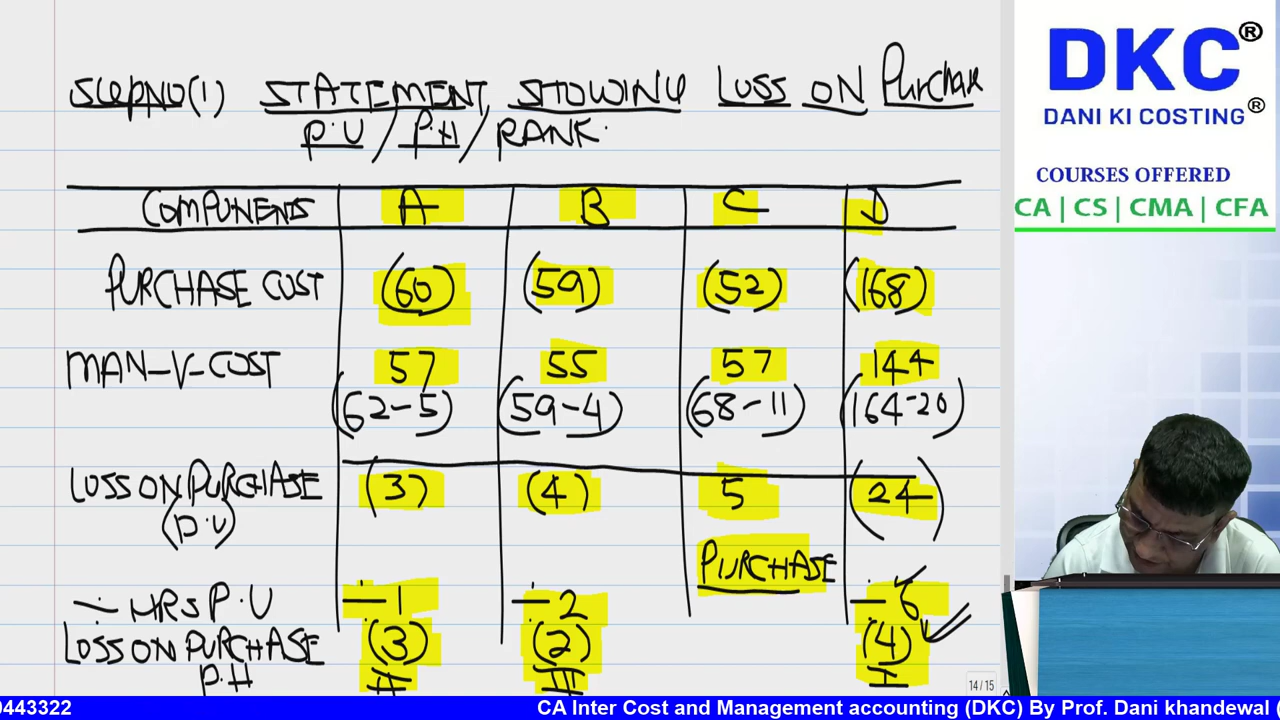 StepNO(1) STATEMENT SHOWING LOSS ON Purchase
P.U / P.H / RANK.
COMPONENTS A B C D
PURCHASE COST (60) (59) (52) (168)
MAN-V-COST 57 55 57 144
(62-5) (59-4) (68-11) (164-20)
LOSS ON PURCHASE (3) (4) 5 (24)
(P.U)
PURCHASE
÷ HRS P.U ÷1 ÷2 ÷6
LOSS ON PURCHASE (3) (2) (4)
P.H II III I
14/15
DKC®
DANI KI COSTING®
COURSES OFFERED
CA | CS | CMA | CFA
9443322 CA Inter Cost and Management accounting (DKC) By Prof. Dani khandewal (